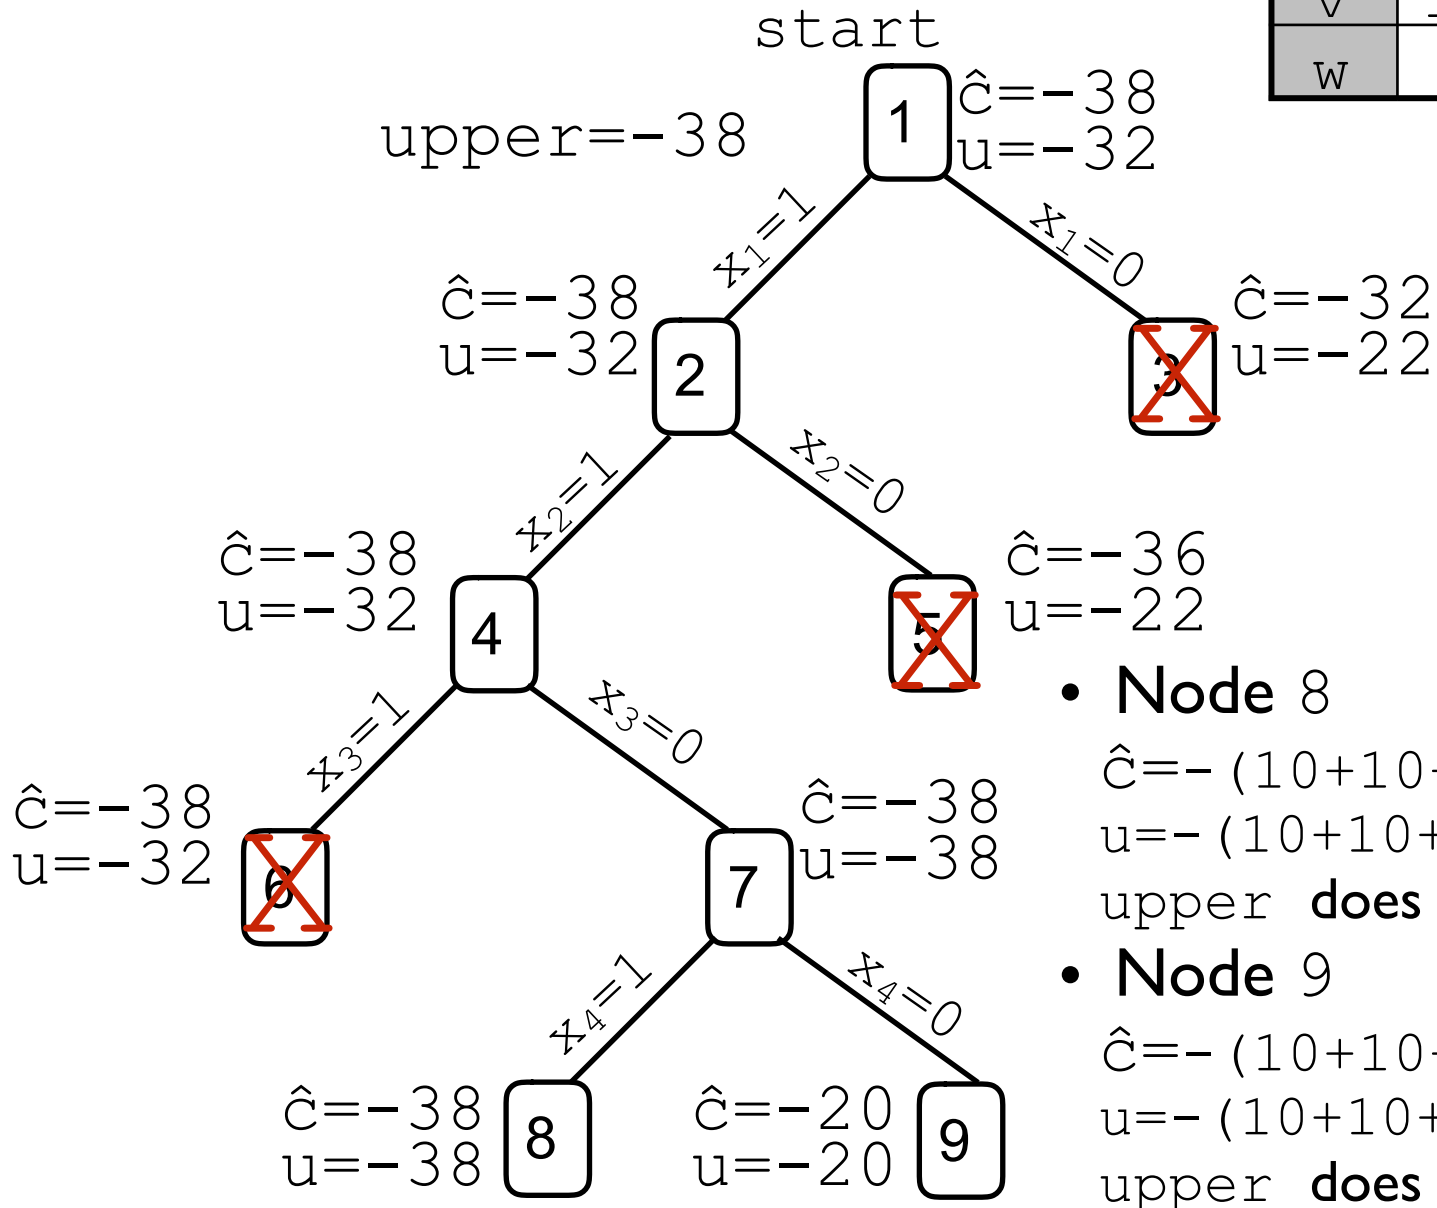 start
V
W
upper=-38
1
ĉ=-38
u=-32
x₁=1
x₁=0
ĉ=-38
u=-32
2
3
ĉ=-32
u=-22
x₂=1
x₂=0
ĉ=-38
u=-32
4
5
ĉ=-36
u=-22
x₃=1
x₃=0
ĉ=-38
u=-32
6
7
ĉ=-38
u=-38
x₄=1
x₄=0
ĉ=-38
u=-38
8
ĉ=-20
u=-20
9
• Node 8
ĉ=-(10+10
u=-(10+10+
upper does
• Node 9
ĉ=-(10+10
u=-(10+10+
upper does